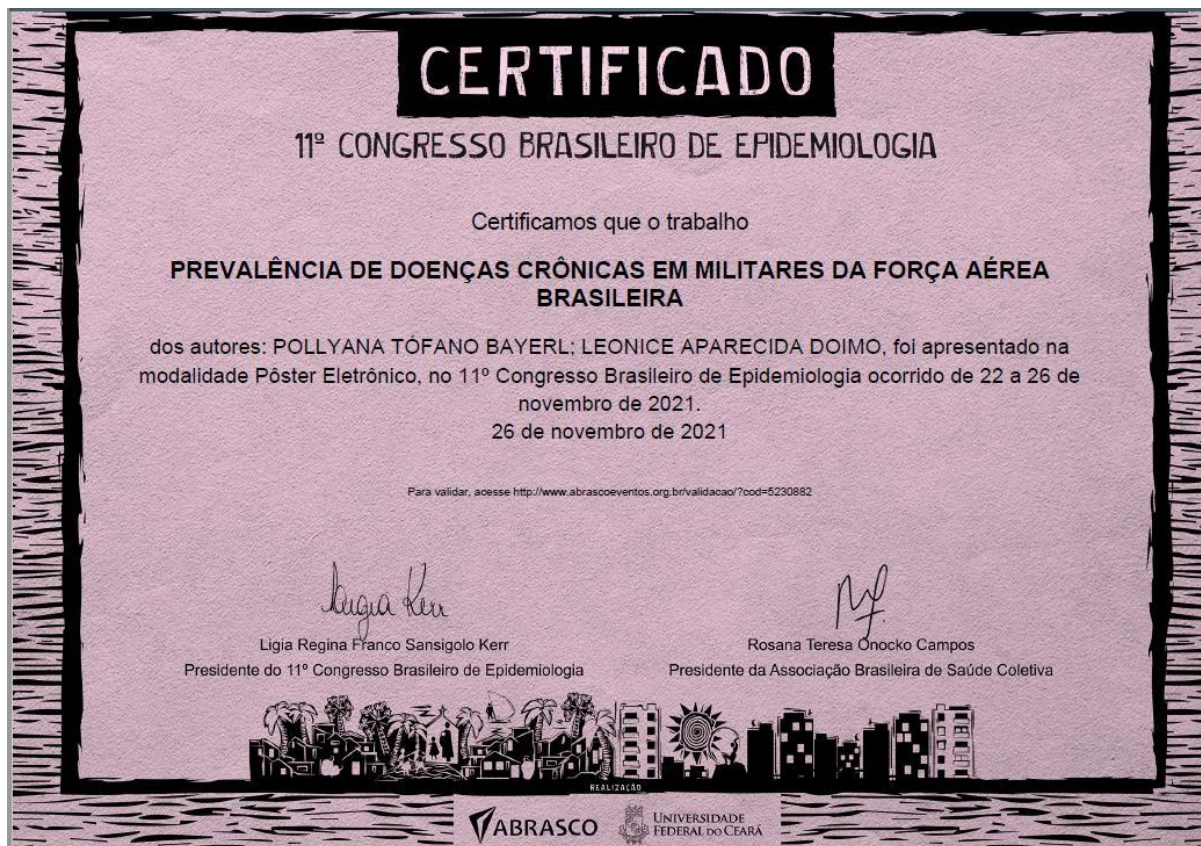 CERTIFICADO
11º CONGRESSO BRASILEIRO DE EPIDEMIOLOGIA
Certificamos que o trabalho
PREVALÊNCIA DE DOENÇAS CRÔNICAS EM MILITARES DA FORÇA AÉREA
BRASILEIRA
dos autores: POLLYANA TÓFANO BAYERL; LEONICE APARECIDA DOIMO, foi apresentado na
modalidade Pôster Eletrônico, no 11º Congresso Brasileiro de Epidemiologia ocorrido de 22 a 26 de
novembro de 2021.
26 de novembro de 2021
Para validar, acesse http://www.abrascoeventos.org.br/validacao/?cod=5230882
Ligia Kerr
Ligia Regina Franco Sansigolo Kerr
Presidente do 11º Congresso Brasileiro de Epidemiologia
Rosana Teresa Onocko Campos
Presidente da Associação Brasileira de Saúde Coletiva
REALIZAÇÃO
ABRASCO
UNIVERSIDADE
FEDERAL DO CEARÁ